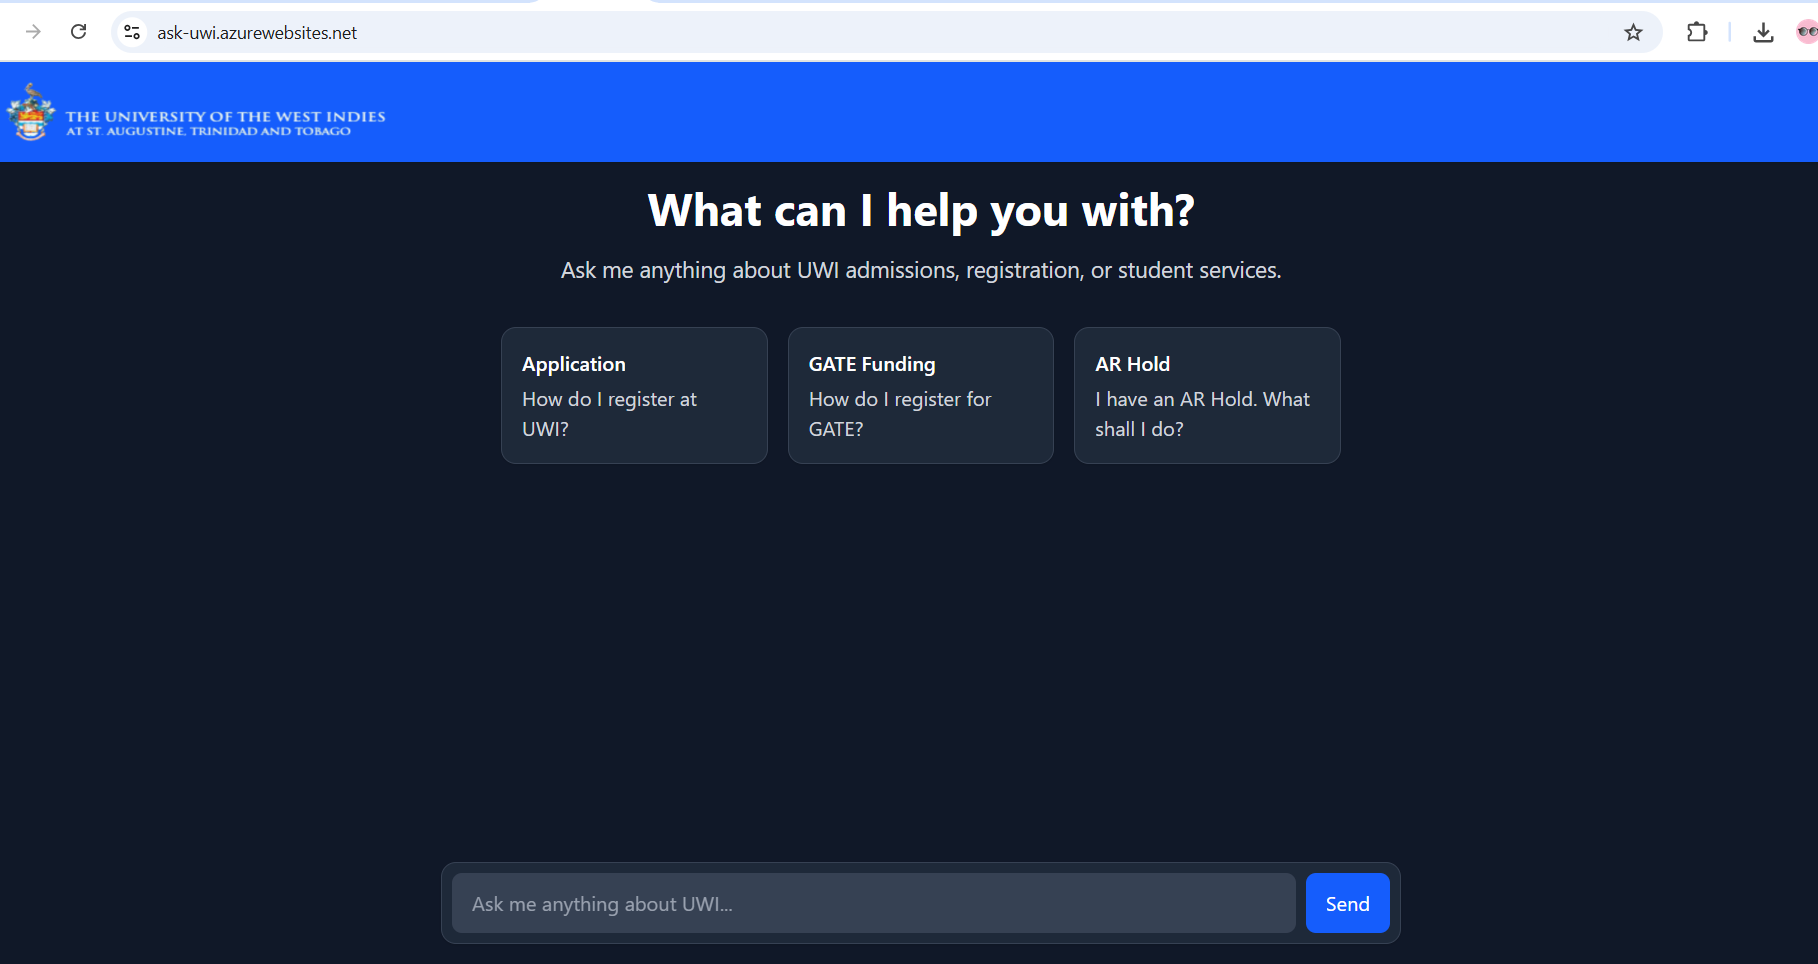 ask-uwi.azurewebsites.net
THE UNIVERSITY OF THE WEST INDIES
AT ST. AUGUSTINE, TRINIDAD AND TOBAGO
What can I help you with?
Ask me anything about UWI admissions, registration, or student services.
Application
How do I register at
UWI?
GATE Funding
How do I register for
GATE?
AR Hold
I have an AR Hold. What
shall I do?
Ask me anything about UWI...
Send